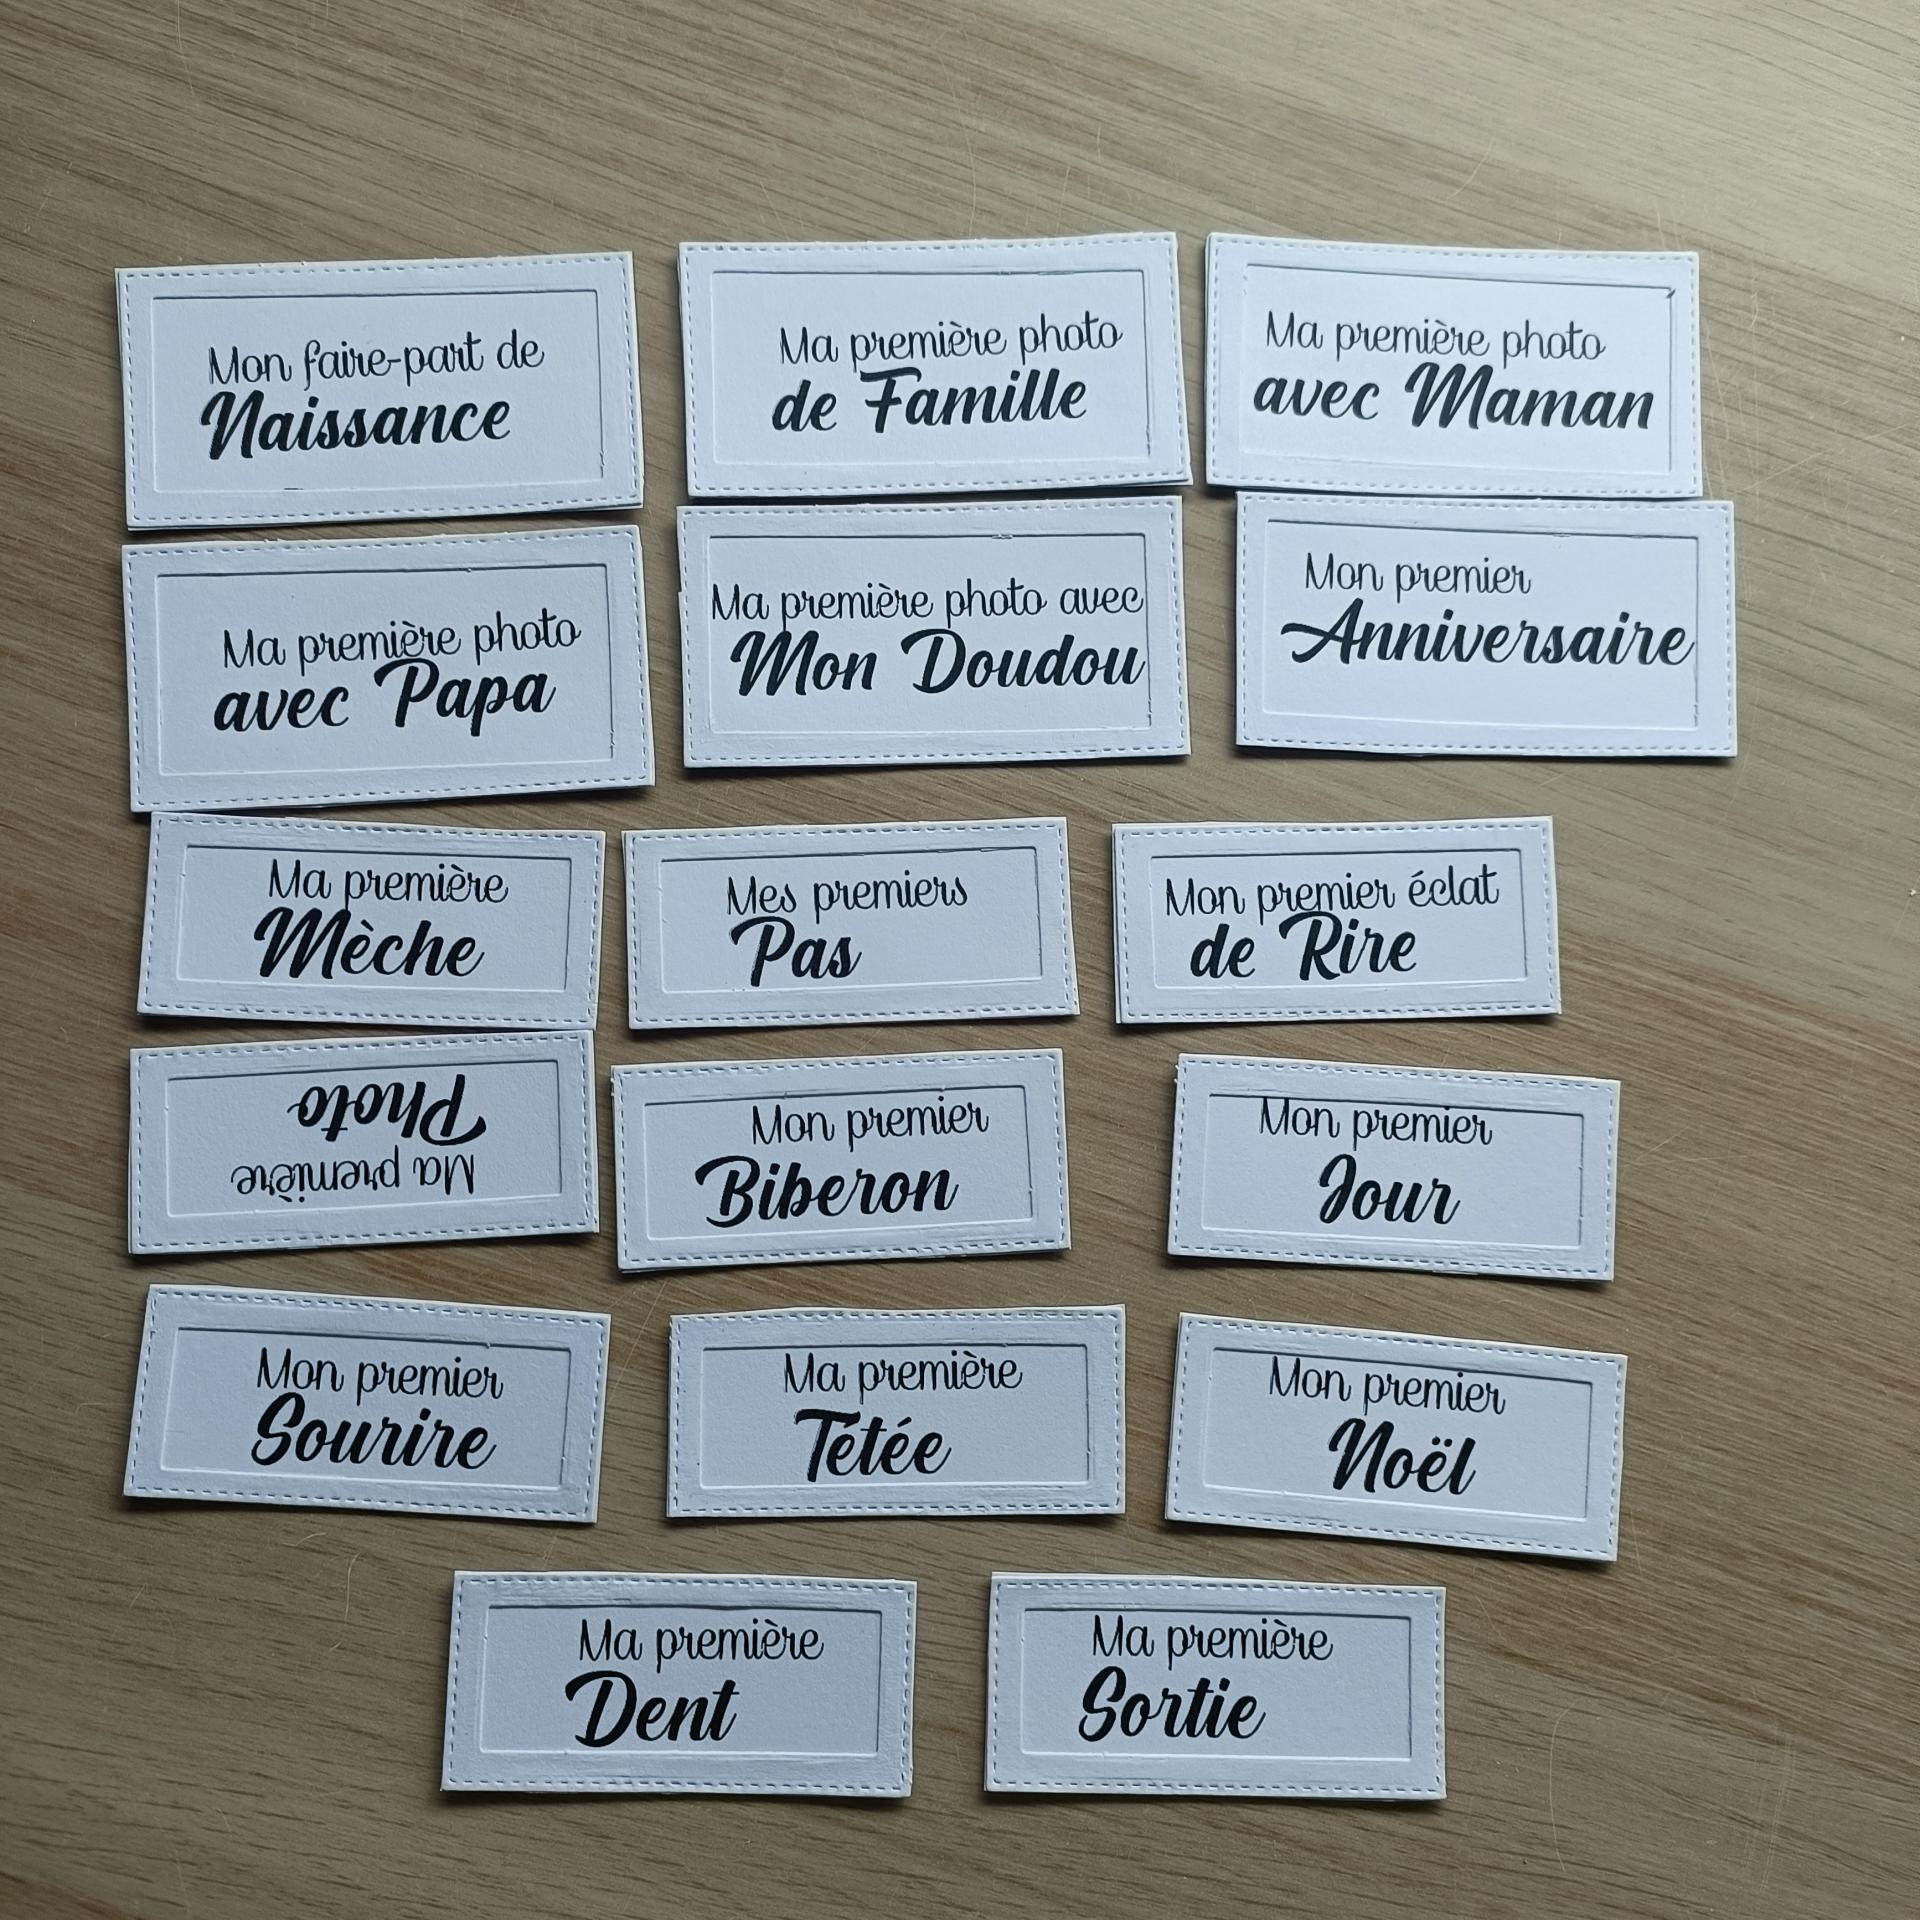 Mon faire-part de
Naissance
Ma première photo
de Famille
Ma première photo
avec Maman
Ma première photo
avec Papa
Ma première photo avec
Mon Doudou
Mon premier
Anniversaire
Ma première
Mèche
Mes premiers
Pas
Mon premier éclat
de Rire
Ma première
Photo
Mon premier
Biberon
Mon premier
Jour
Mon premier
Sourire
Ma première
Tétée
Mon premier
Noël
Ma première
Dent
Ma première
Sortie